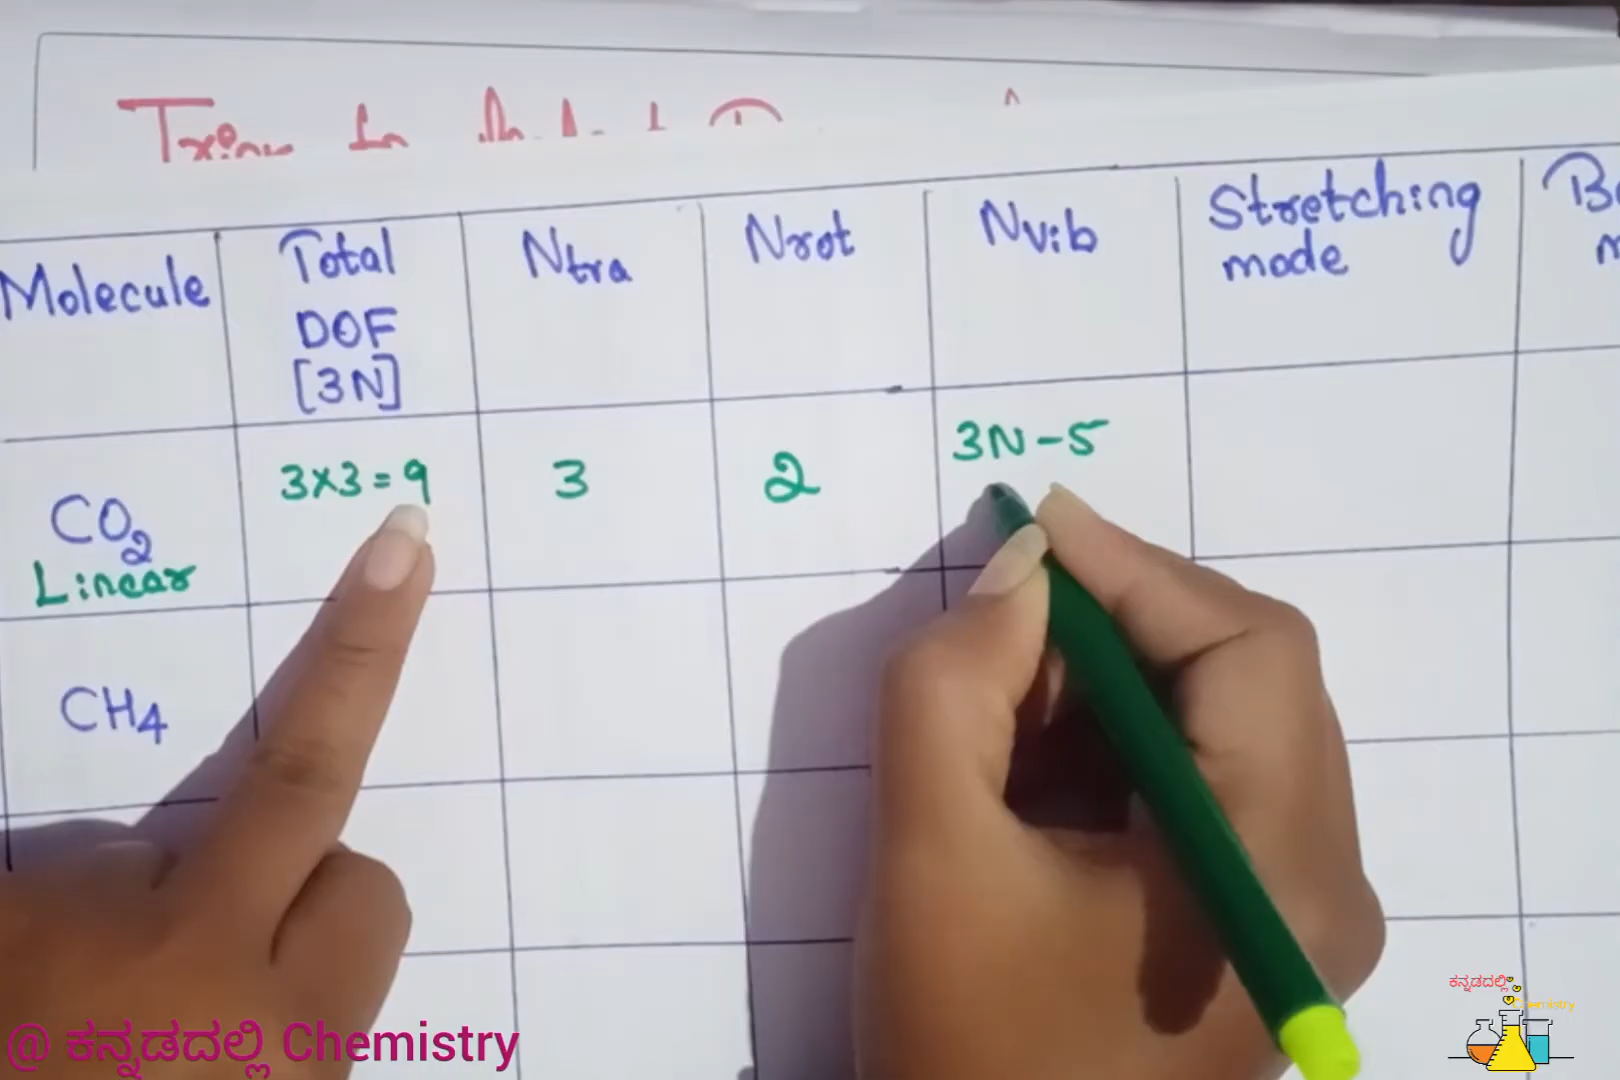 Molecule
Total
DOF
[3N]
Ntra
Nrot
Nvib
Stretching
mode
CO2
Linear
3x3=9
3
2
3N-5
CH4
@ ಕನ್ನಡದಲ್ಲಿ Chemistry
ಕನ್ನಡದಲ್ಲಿ
Chemistry